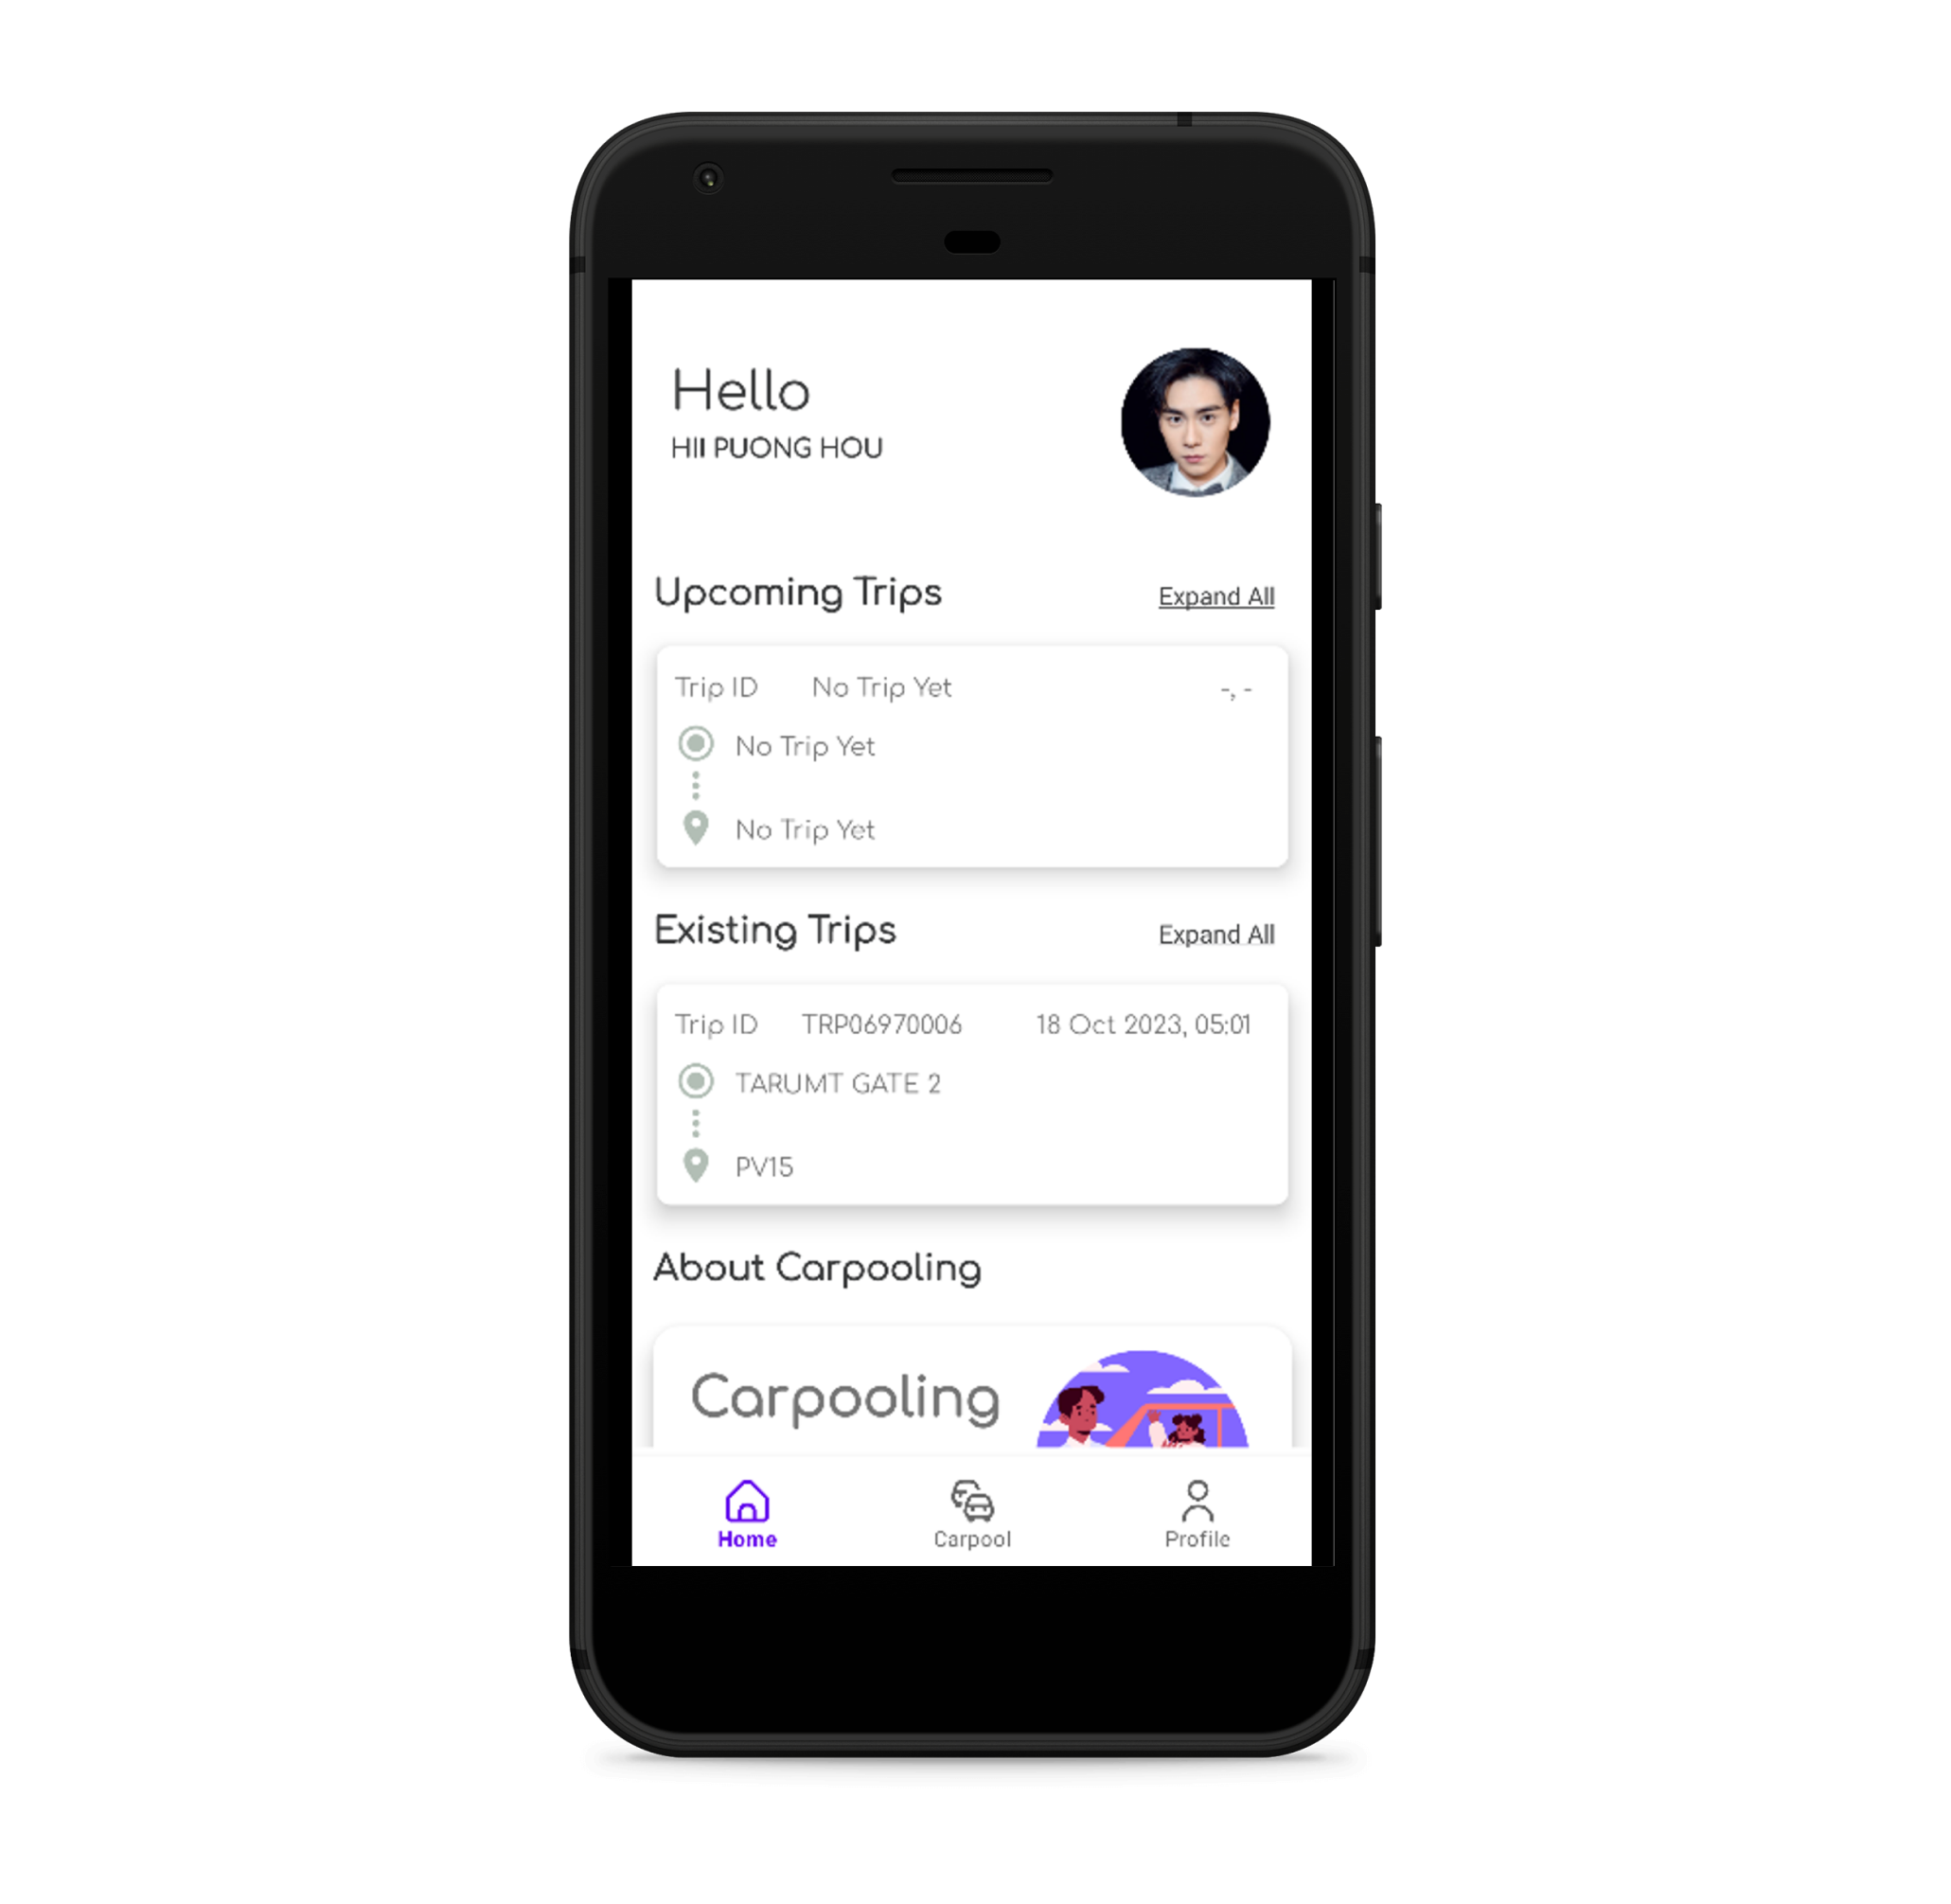 Hello
HII PUONG HOU
Upcoming Trips Expand All
Trip ID No Trip Yet -, -
No Trip Yet
No Trip Yet
Existing Trips Expand All
Trip ID TRP06970006 18 Oct 2023, 05:01
TARUMT GATE 2
PV15
About Carpooling
Carpooling
Home Carpool Profile